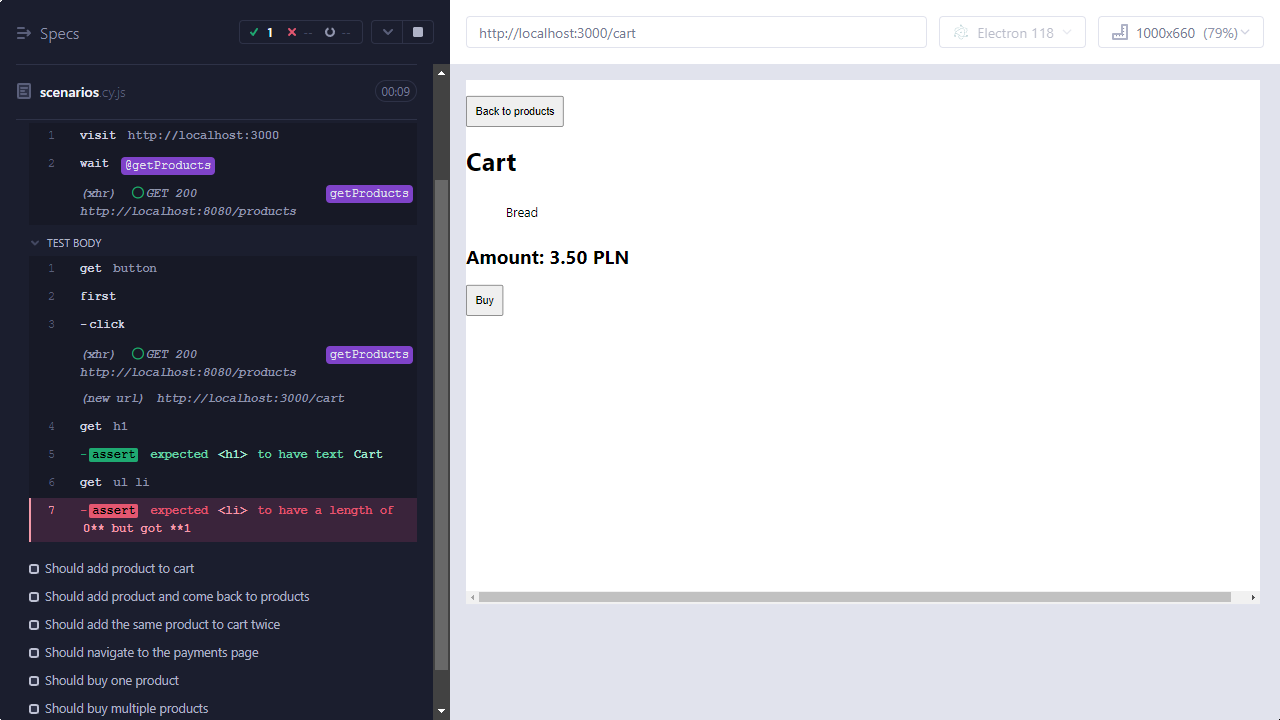 Specs
1 -- --
scenarios.cy.js 00:09
1 visit http://localhost:3000
2 wait @getProducts
(xhr) GET 200 getProducts
http://localhost:8080/products
TEST BODY
1 get button
2 first
3 -click
(xhr) GET 200 getProducts
http://localhost:8080/products
(new url) http://localhost:3000/cart
4 get h1
5 -assert expected <h1> to have text Cart
6 get ul li
7 -assert expected <li> to have a length of
0** but got **1
Should add product to cart
Should add product and come back to products
Should add the same product to cart twice
Should navigate to the payments page
Should buy one product
Should buy multiple products
http://localhost:3000/cart
Electron 118
1000x660 (79%)
Back to products
Cart
Bread
Amount: 3.50 PLN
Buy